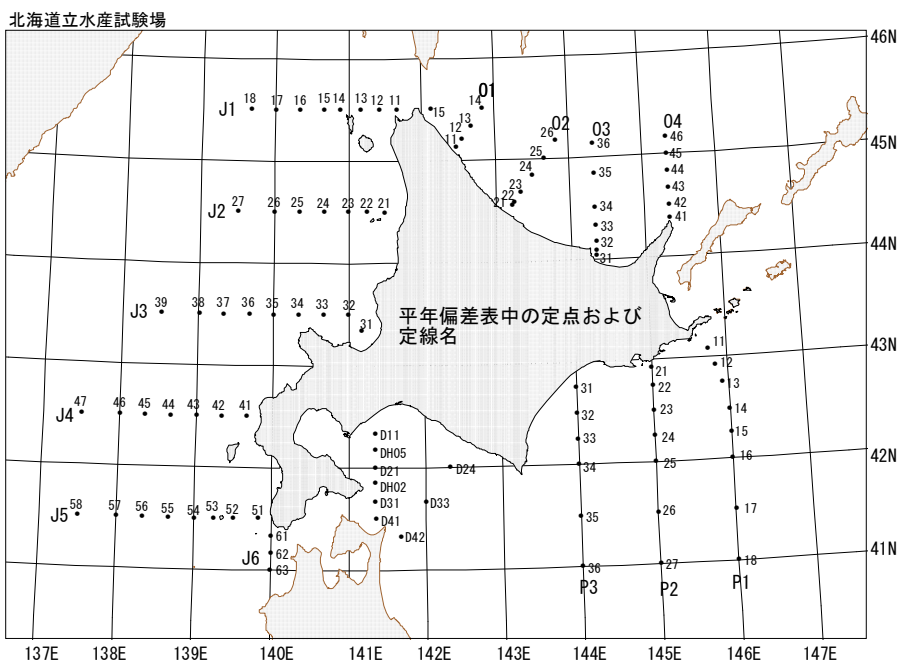 北海道立水産試験場
46N
01
J1 18 17 16 15 14 13 12 11
15
14
13
12
11
02
26
25
24
23
22
21
03
36
35
34
33
32
31
04
46
45
44
43
42
41
45N
J2 27 26 25 24 23 22 21
44N
J3 39 38 37 36 35 34 33 32 31
平年偏差表中の定点および
定線名
43N
11
12
13
14
15
16
17
18
P1
21
22
23
24
25
26
27
P2
31
32
33
34
35
36
P3
J4 47 46 45 44 43 42 41
D11
DH05
D21
DH02
D31
D41
D24
D33
D42
42N
J5 58 57 56 55 54 53 52 51
J6
61
62
63
41N
137E 138E 139E 140E 141E 142E 143E 144E 145E 146E 147E